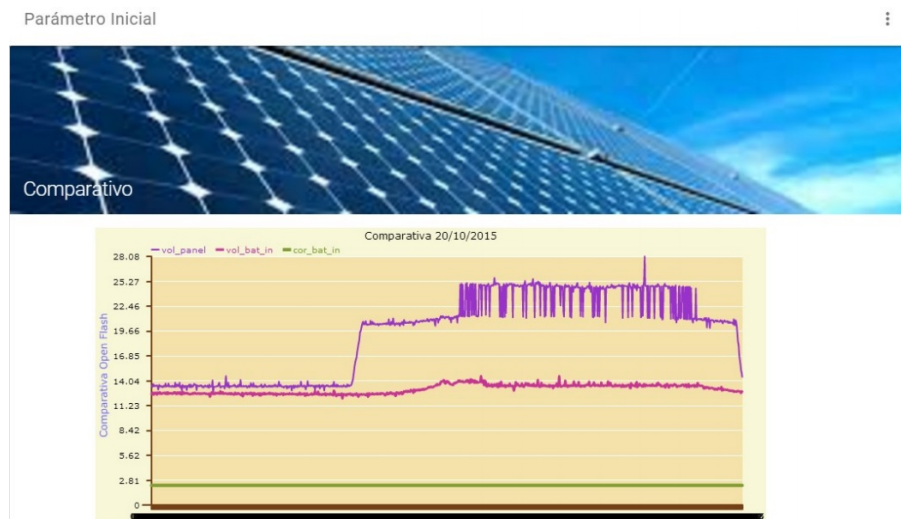 Parámetro Inicial
Comparativo
Comparativa 20/10/2015
vol_panel vol_bat_in cor_bat_in
Comparativa Open Flash
28.08
25.27
22.46
19.66
16.85
14.04
11.23
8.42
5.62
2.81
0